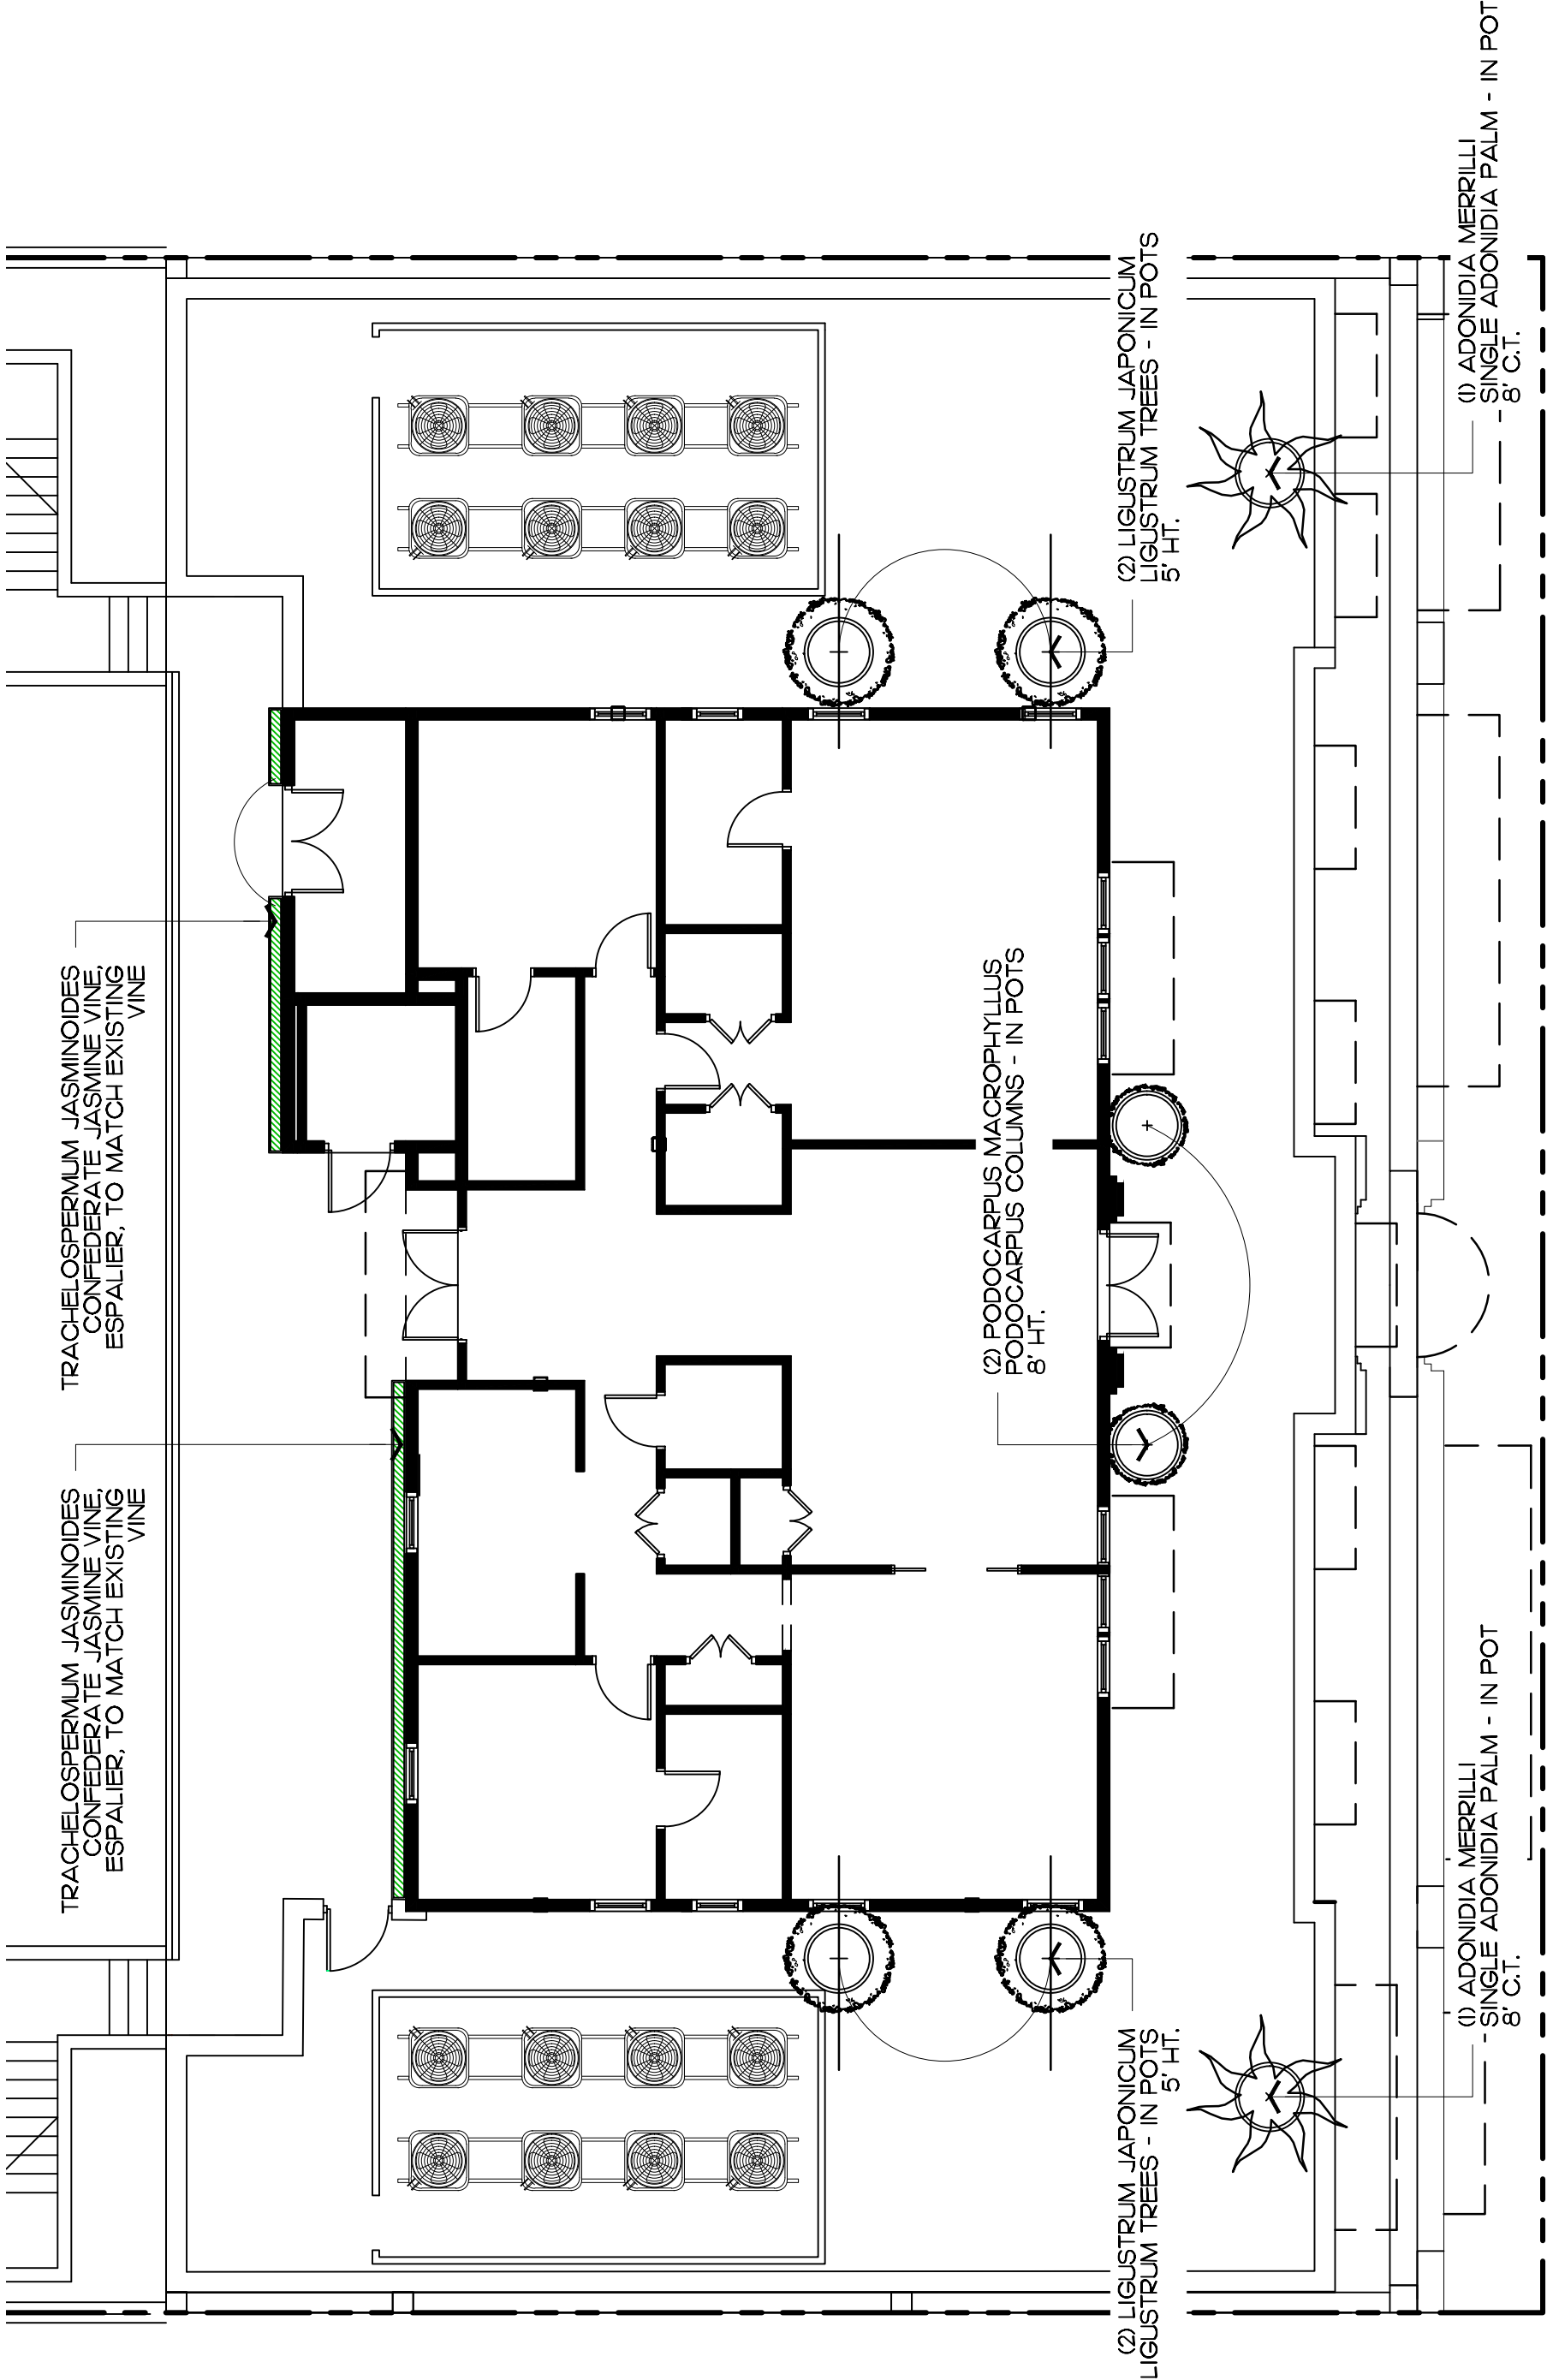 TRACHELOSPERMUM JASMINOIDES
CONFEDERATE JASMINE VINE,
ESPALIER, TO MATCH EXISTING
VINE
TRACHELOSPERMUM JASMINOIDES
CONFEDERATE JASMINE VINE,
ESPALIER, TO MATCH EXISTING
VINE
(2) PODOCARPUS MACROPHYLLUS
PODOCARPUS COLUMNS - IN POTS
8' HT.
(2) LIGUSTRUM JAPONICUM
LIGUSTRUM TREES - IN POTS
5' HT.
(2) LIGUSTRUM JAPONICUM
LIGUSTRUM TREES - IN POTS
5' HT.
(1) ADONIDIA MERRILLI
SINGLE ADONIDIA PALM - IN POT
8' C.T.
(1) ADONIDIA MERRILLI
SINGLE ADONIDIA PALM - IN POT
8' C.T.